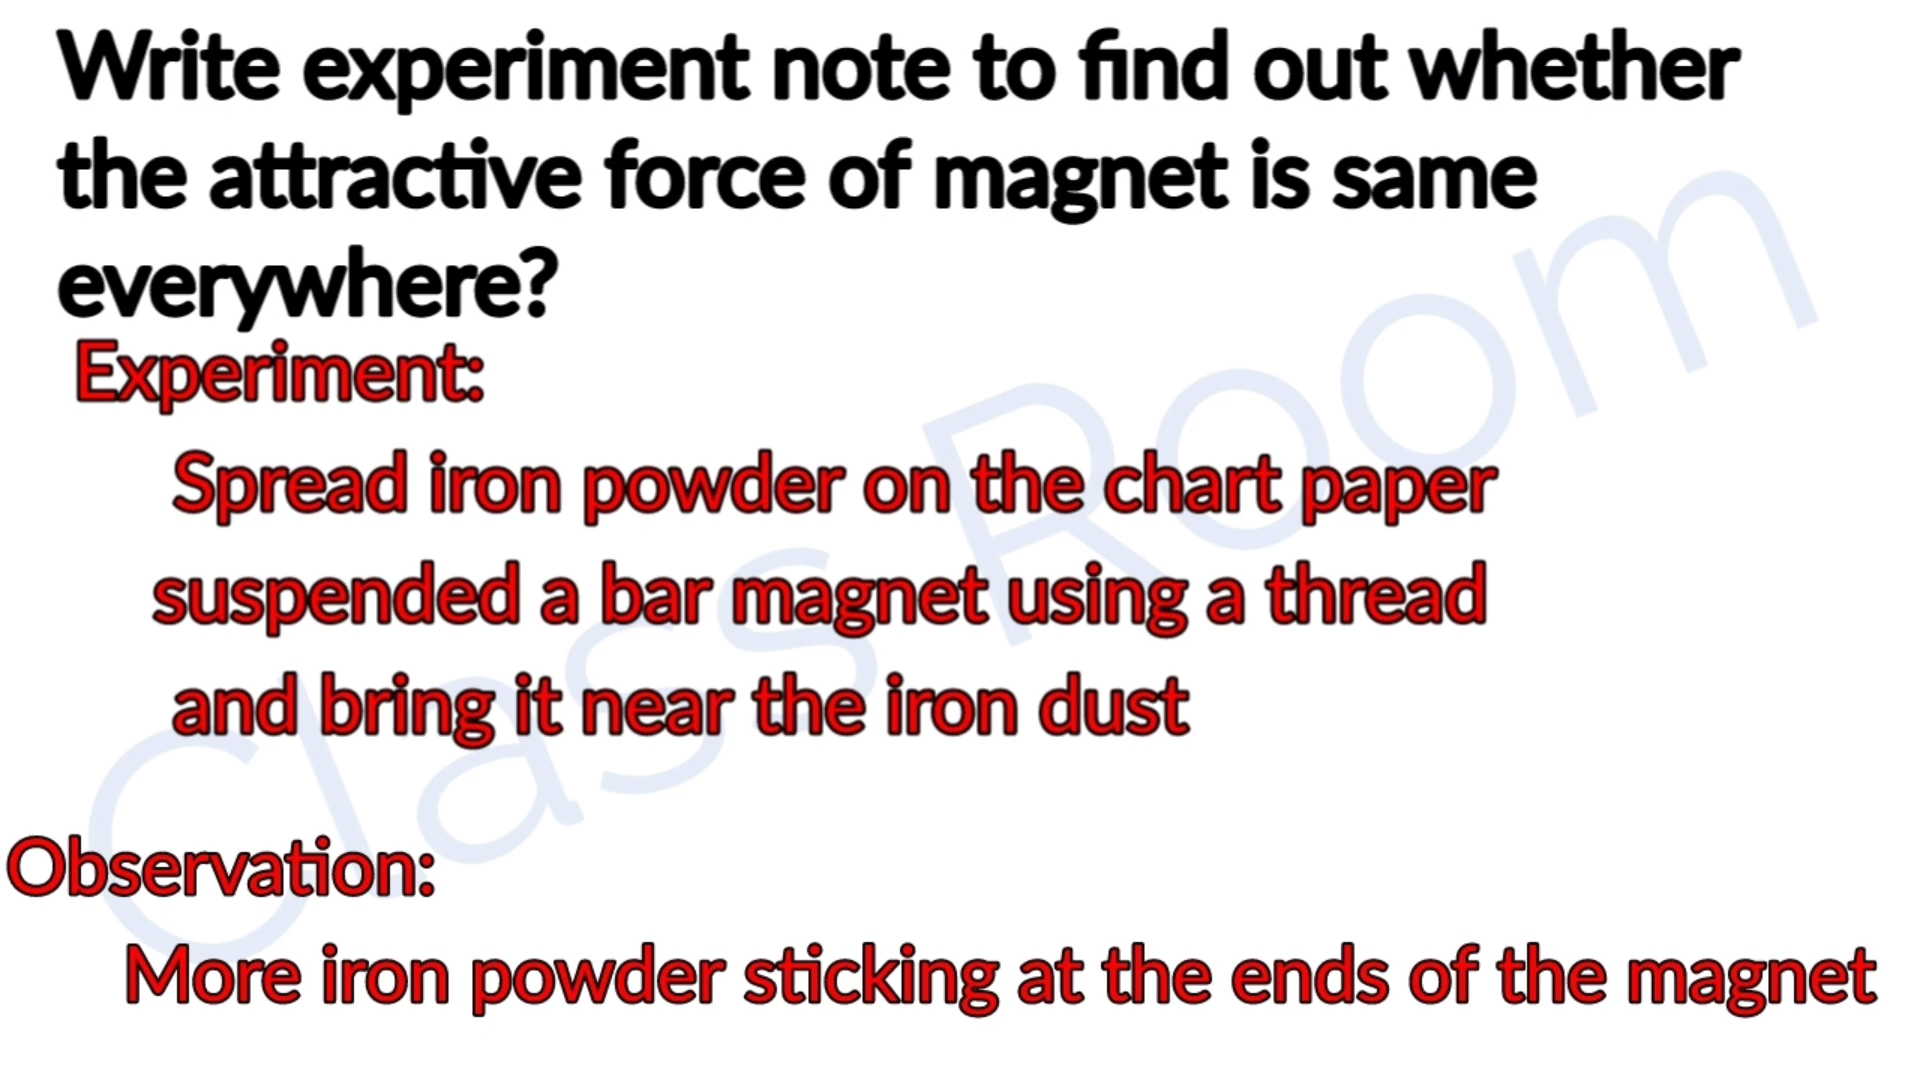 Write experiment note to find out whether
the attractive force of magnet is same
everywhere?
Experiment:
Spread iron powder on the chart paper
suspended a bar magnet using a thread
and bring it near the iron dust
Observation:
More iron powder sticking at the ends of the magnet
Class Room